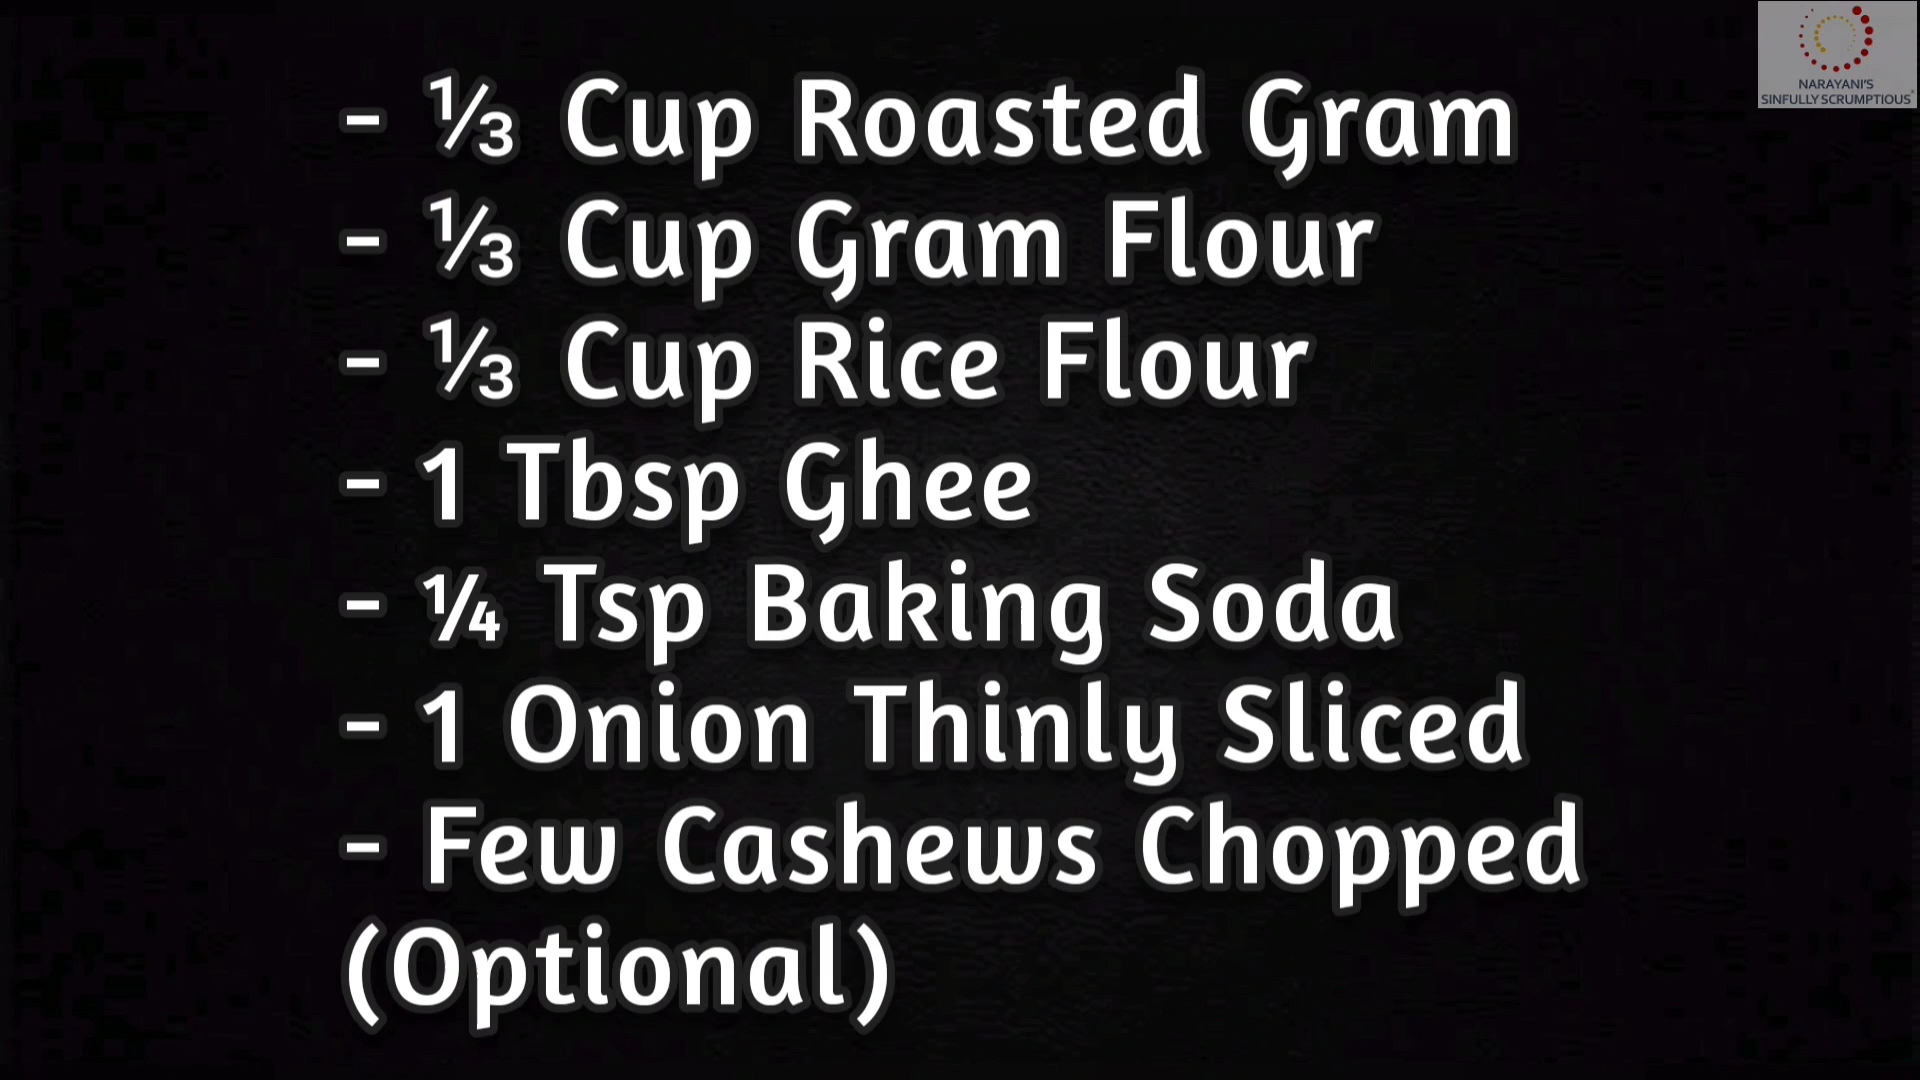 - ⅓ Cup Roasted Gram
- ⅓ Cup Gram Flour
- ⅓ Cup Rice Flour
- 1 Tbsp Ghee
- ¼ Tsp Baking Soda
- 1 Onion Thinly Sliced
- Few Cashews Chopped
(Optional)
NARAYANI'S
SINFULLY SCRUMPTIOUS